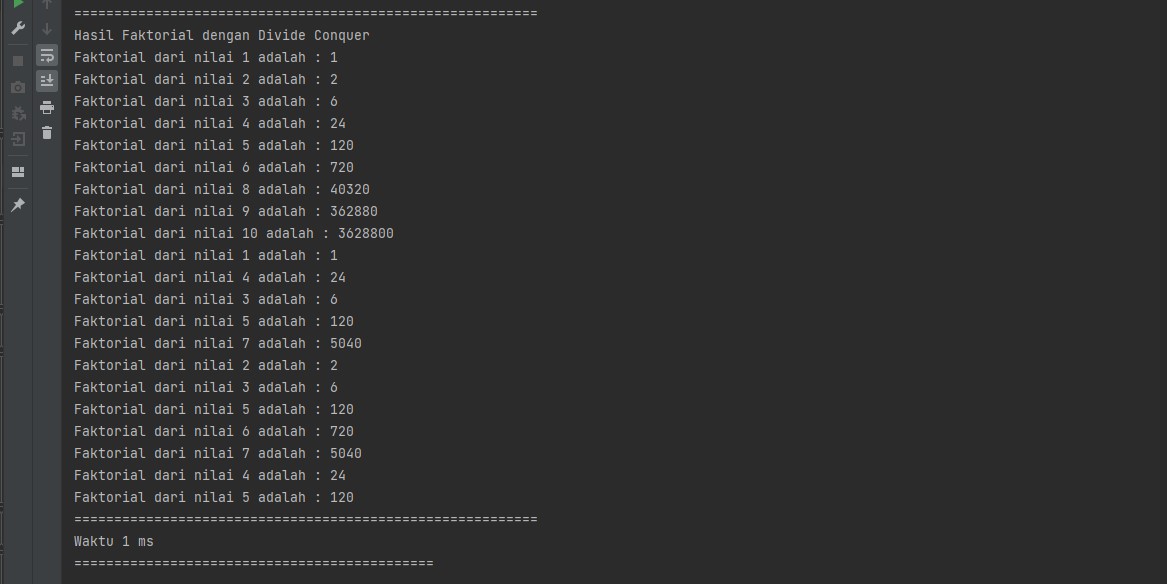 ==========================================================
Hasil Faktorial dengan Divide Conquer
Faktorial dari nilai 1 adalah : 1
Faktorial dari nilai 2 adalah : 2
Faktorial dari nilai 3 adalah : 6
Faktorial dari nilai 4 adalah : 24
Faktorial dari nilai 5 adalah : 120
Faktorial dari nilai 6 adalah : 720
Faktorial dari nilai 8 adalah : 40320
Faktorial dari nilai 9 adalah : 362880
Faktorial dari nilai 10 adalah : 3628800
Faktorial dari nilai 1 adalah : 1
Faktorial dari nilai 4 adalah : 24
Faktorial dari nilai 3 adalah : 6
Faktorial dari nilai 5 adalah : 120
Faktorial dari nilai 7 adalah : 5040
Faktorial dari nilai 2 adalah : 2
Faktorial dari nilai 3 adalah : 6
Faktorial dari nilai 5 adalah : 120
Faktorial dari nilai 6 adalah : 720
Faktorial dari nilai 7 adalah : 5040
Faktorial dari nilai 4 adalah : 24
Faktorial dari nilai 5 adalah : 120
==========================================================
Waktu 1 ms
=============================================